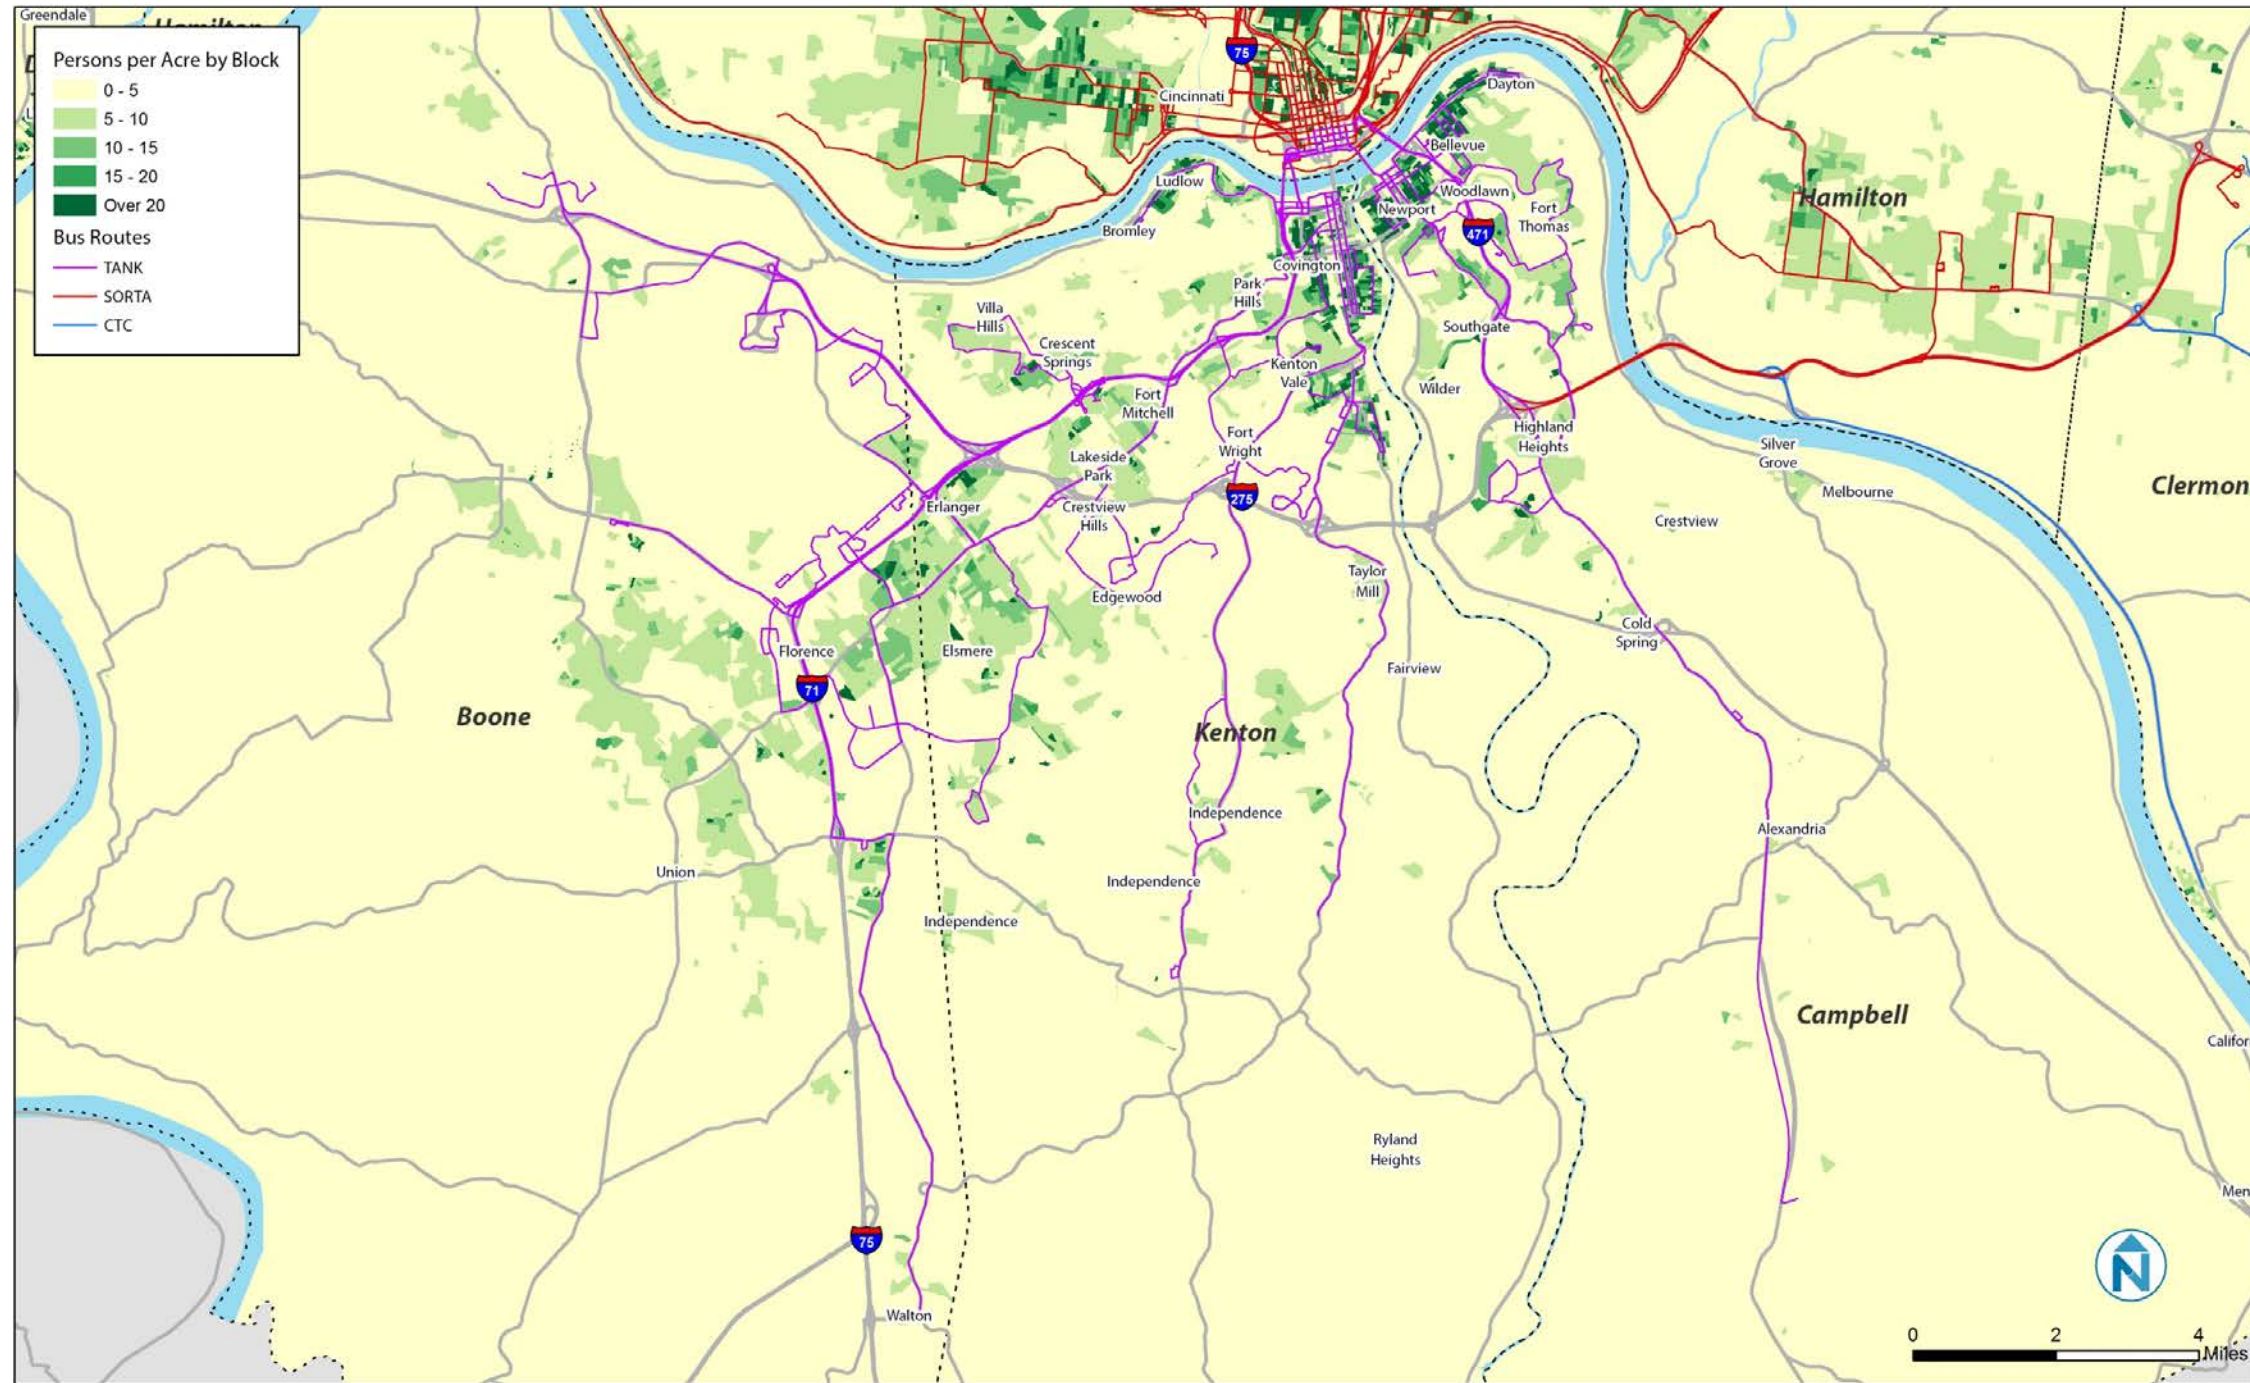 Greendale
Hamilton
Persons per Acre by Block
0 - 5
5 - 10
10 - 15
15 - 20
Over 20
Bus Routes
TANK
SORTA
CTC
75
Cincinnati
Dayton
Bellevue
Ludlow
Woodlawn
Hamilton
Newport
Fort
Thomas
Bromley
471
Covington
Park
Hills
Villa
Hills
Southgate
Crescent
Springs
Kenton
Vale
Wilder
Fort
Mitchell
Highland
Heights
Fort
Wright
Silver
Grove
Lakeside
Park
Clermon
Melbourne
275
Erlanger
Crestview
Hills
Crestview
Taylor
Mill
Edgewood
Cold
Spring
Florence
Elsmere
Fairview
71
Boone
Kenton
Independence
Alexandria
Union
Independence
Independence
Campbell
Califor
Ryland
Heights
Men
75
N
Walton
0 2 4
Miles